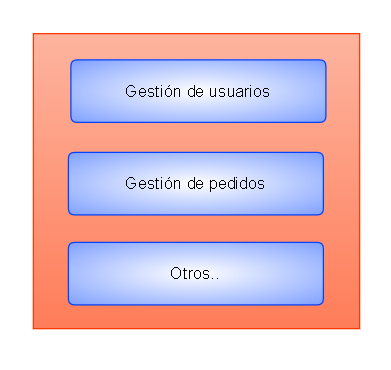 Gestión de usuarios
Gestión de pedidos
Otros..